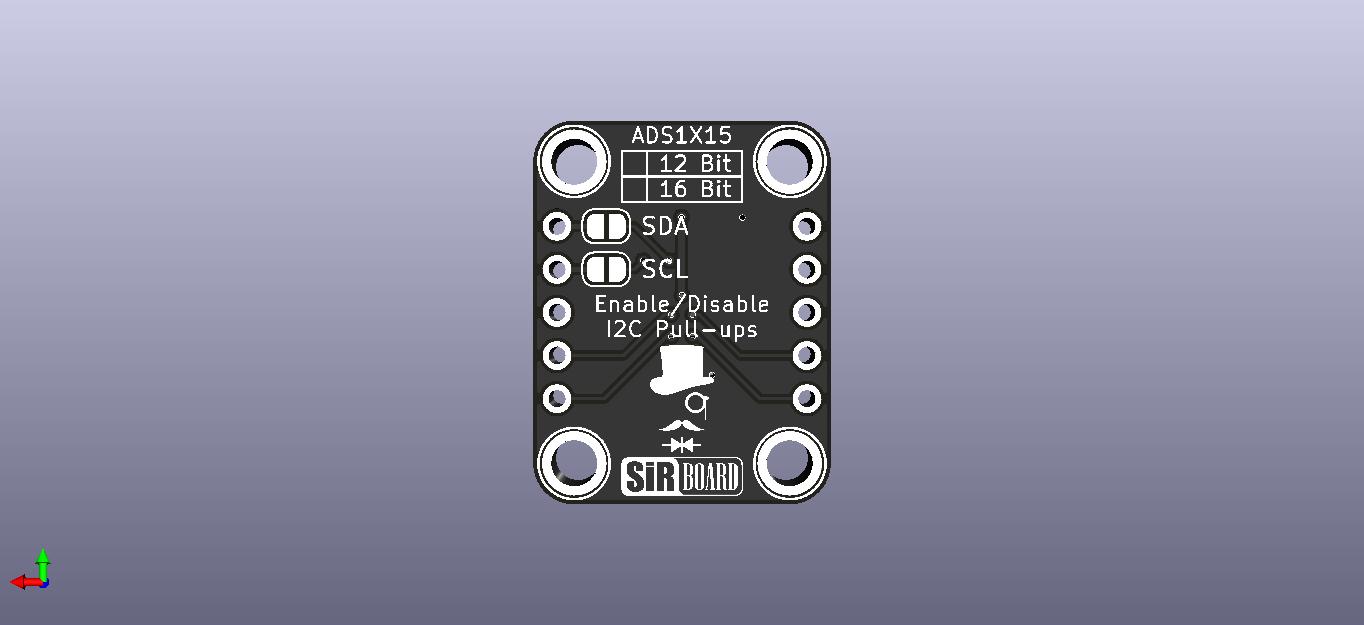 ADS1X15
12 Bit
16 Bit
SDA
SCL
Enable/Disable
I2C Pull-ups
SiR BOARD